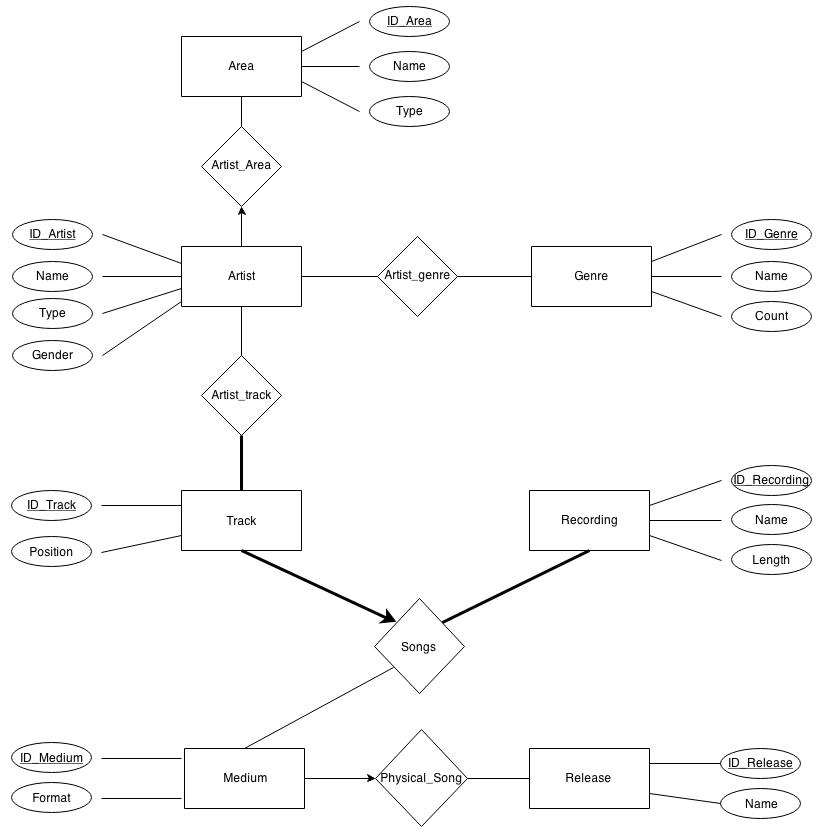 ID_Area
Area
Name
Type
Artist_Area
ID_Artist
Name
Type
Gender
Artist
Artist_genre
Genre
ID_Genre
Name
Count
Artist_track
ID_Track
Position
Track
Recording
ID_Recording
Name
Length
Songs
ID_Medium
Format
Medium
Physical_Song
Release
ID_Release
Name